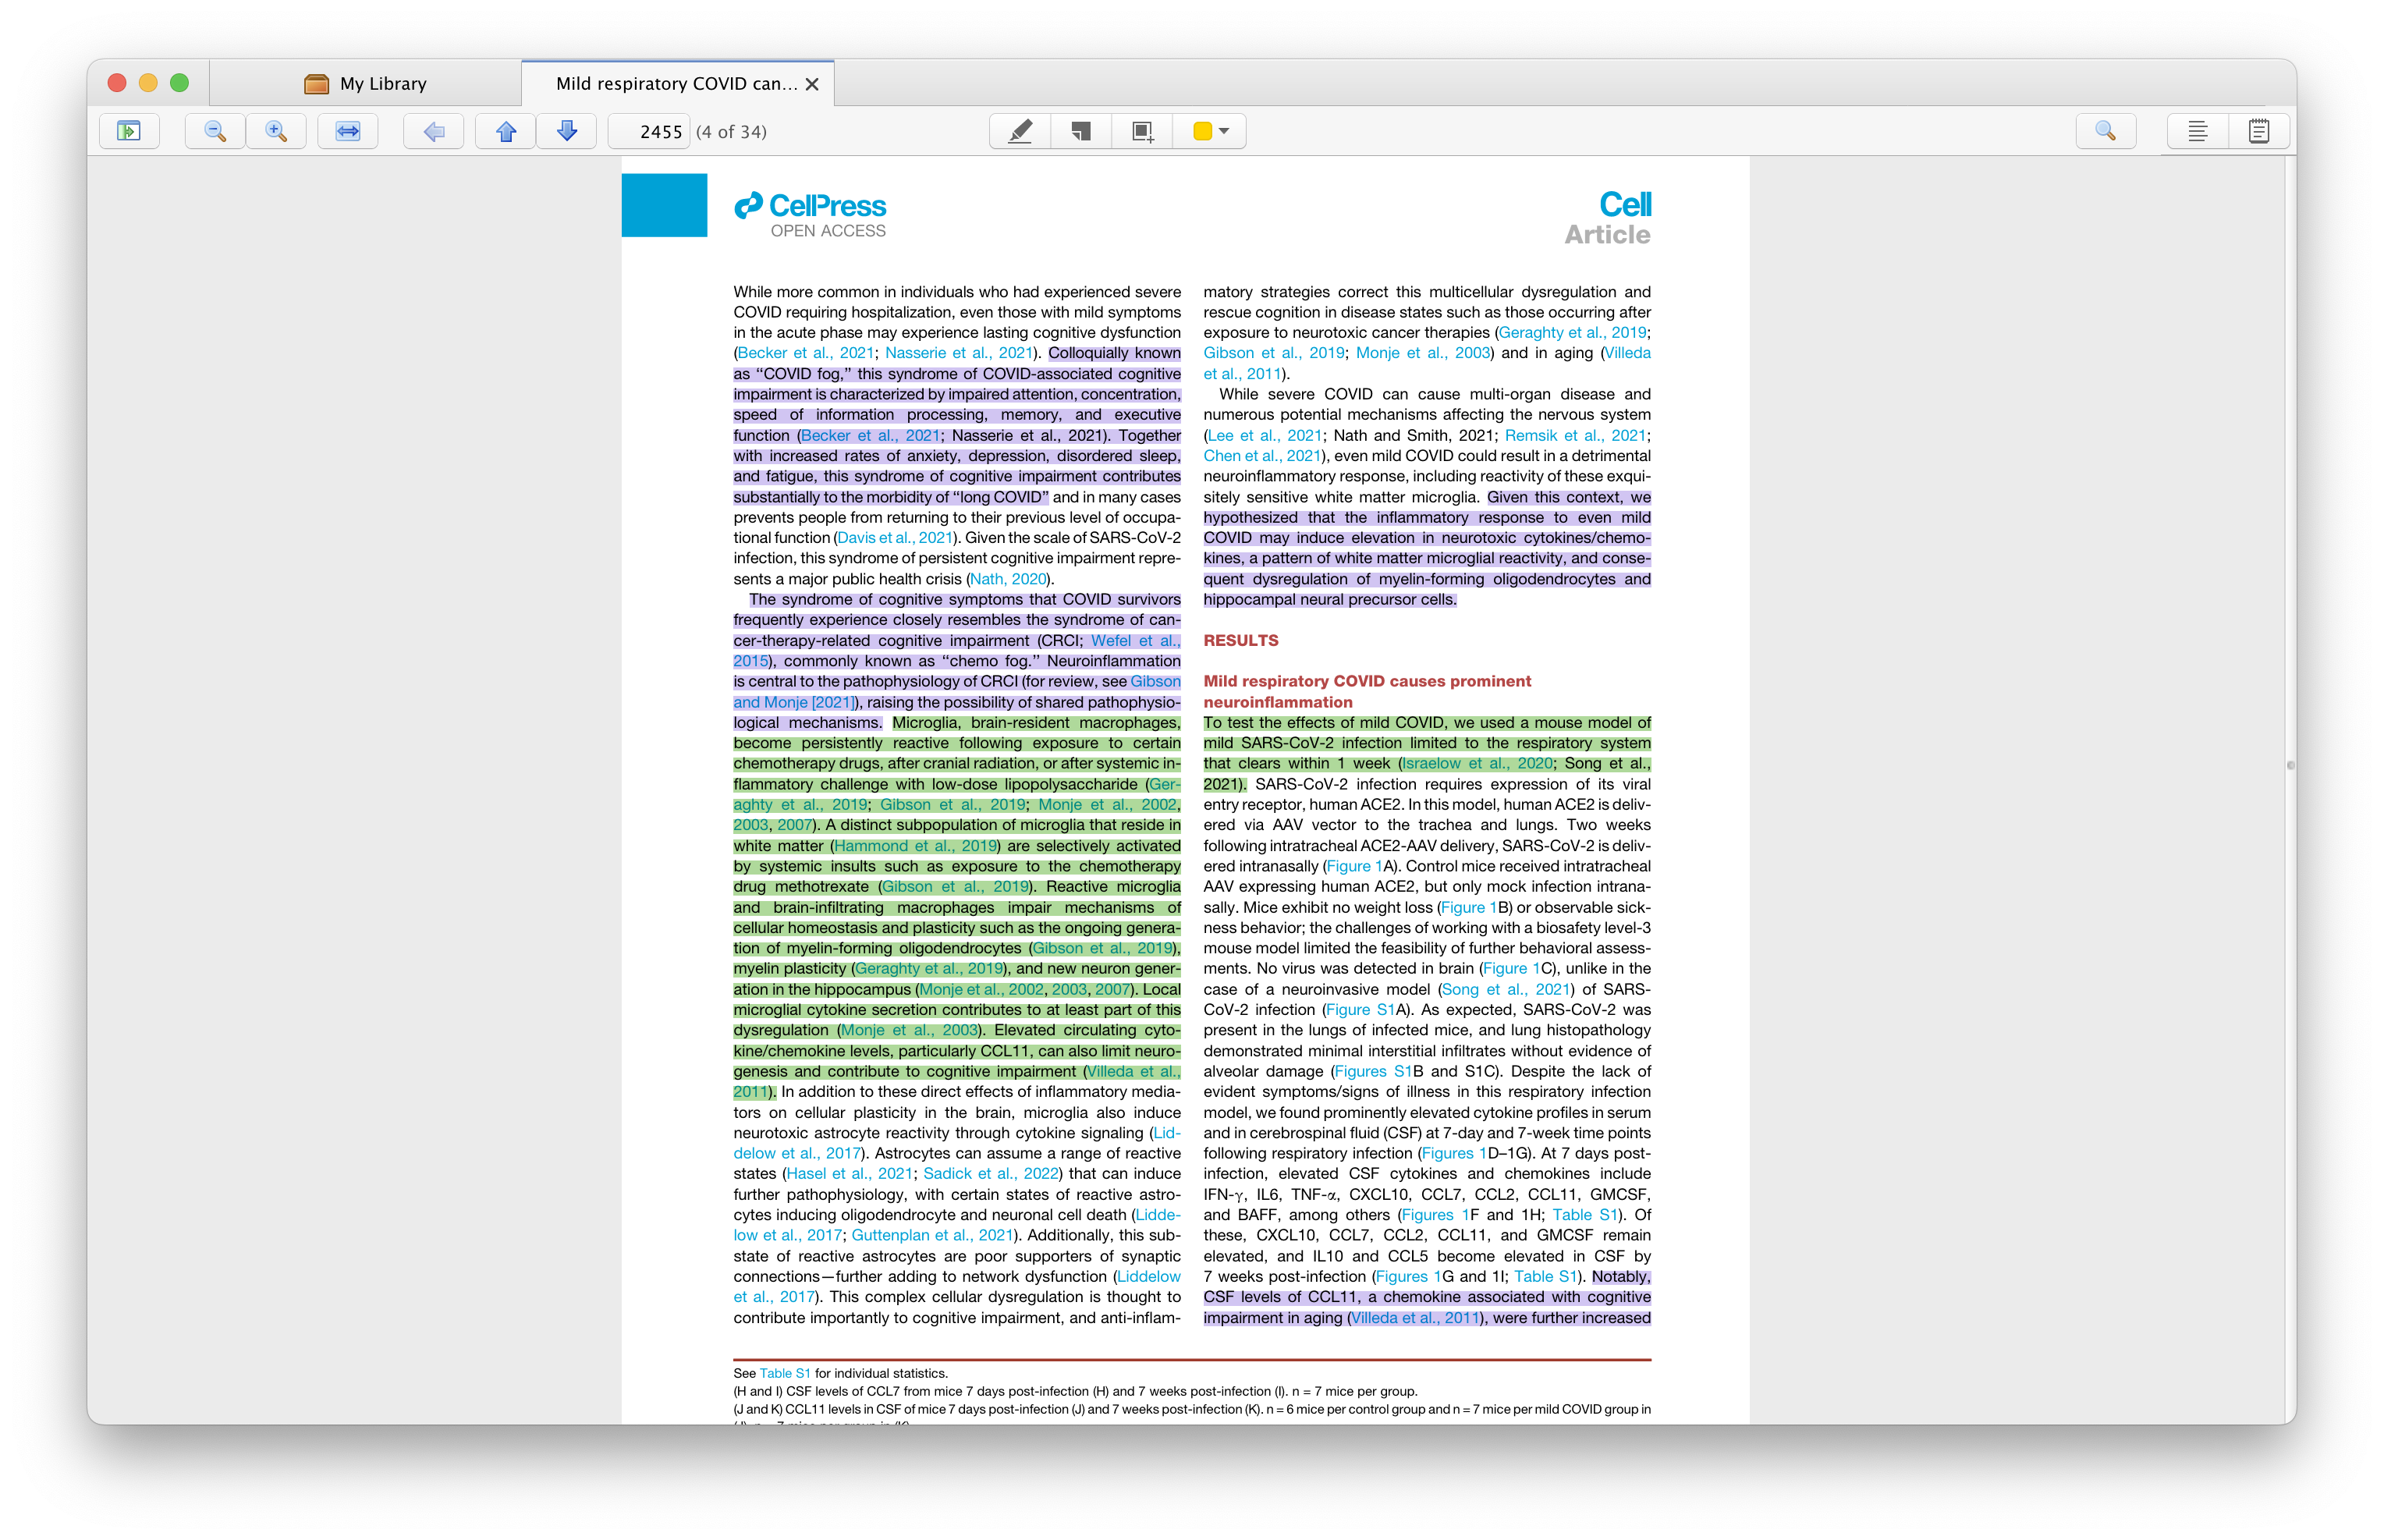 My Library
Mild respiratory COVID can...
2455 (4 of 34)
CellPress
OPEN ACCESS
Cell
Article
While more common in individuals who had experienced severe
COVID requiring hospitalization, even those with mild symptoms
in the acute phase may experience lasting cognitive dysfunction
(Becker et al., 2021; Nasserie et al., 2021). Colloquially known
as “COVID fog,” this syndrome of COVID-associated cognitive
impairment is characterized by impaired attention, concentration,
speed of information processing, memory, and executive
function (Becker et al., 2021; Nasserie et al., 2021). Together
with increased rates of anxiety, depression, disordered sleep,
and fatigue, this syndrome of cognitive impairment contributes
substantially to the morbidity of “long COVID” and in many cases
prevents people from returning to their previous level of occupa-
tional function (Davis et al., 2021). Given the scale of SARS-CoV-2
infection, this syndrome of persistent cognitive impairment repre-
sents a major public health crisis (Nath, 2020).
The syndrome of cognitive symptoms that COVID survivors
frequently experience closely resembles the syndrome of can-
cer-therapy-related cognitive impairment (CRCI; Wefel et al.,
2015), commonly known as “chemo fog.” Neuroinflammation
is central to the pathophysiology of CRCI (for review, see Gibson
and Monje [2021]), raising the possibility of shared pathophysio-
logical mechanisms. Microglia, brain-resident macrophages,
become persistently reactive following exposure to certain
chemotherapy drugs, after cranial radiation, or after systemic in-
flammatory challenge with low-dose lipopolysaccharide (Ger-
aghty et al., 2019; Gibson et al., 2019; Monje et al., 2002,
2003, 2007). A distinct subpopulation of microglia that reside in
white matter (Hammond et al., 2019) are selectively activated
by systemic insults such as exposure to the chemotherapy
drug methotrexate (Gibson et al., 2019). Reactive microglia
and brain-infiltrating macrophages impair mechanisms of
cellular homeostasis and plasticity such as the ongoing genera-
tion of myelin-forming oligodendrocytes (Gibson et al., 2019),
myelin plasticity (Geraghty et al., 2019), and new neuron gener-
ation in the hippocampus (Monje et al., 2002, 2003, 2007). Local
microglial cytokine secretion contributes to at least part of this
dysregulation (Monje et al., 2003). Elevated circulating cyto-
kine/chemokine levels, particularly CCL11, can also limit neuro-
genesis and contribute to cognitive impairment (Villeda et al.,
2011). In addition to these direct effects of inflammatory media-
tors on cellular plasticity in the brain, microglia also induce
neurotoxic astrocyte reactivity through cytokine signaling (Lid-
delow et al., 2017). Astrocytes can assume a range of reactive
states (Hasel et al., 2021; Sadick et al., 2022) that can induce
further pathophysiology, with certain states of reactive astro-
cytes inducing oligodendrocyte and neuronal cell death (Lidde-
low et al., 2017; Guttenplan et al., 2021). Additionally, this sub-
state of reactive astrocytes are poor supporters of synaptic
connections—further adding to network dysfunction (Liddelow
et al., 2017). This complex cellular dysregulation is thought to
contribute importantly to cognitive impairment, and anti-inflam-
matory strategies correct this multicellular dysregulation and
rescue cognition in disease states such as those occurring after
exposure to neurotoxic cancer therapies (Geraghty et al., 2019;
Gibson et al., 2019; Monje et al., 2003) and in aging (Villeda
et al., 2011).
While severe COVID can cause multi-organ disease and
numerous potential mechanisms affecting the nervous system
(Lee et al., 2021; Nath and Smith, 2021; Remsik et al., 2021;
Chen et al., 2021), even mild COVID could result in a detrimental
neuroinflammatory response, including reactivity of these exqui-
sitely sensitive white matter microglia. Given this context, we
hypothesized that the inflammatory response to even mild
COVID may induce elevation in neurotoxic cytokines/chemo-
kines, a pattern of white matter microglial reactivity, and conse-
quent dysregulation of myelin-forming oligodendrocytes and
hippocampal neural precursor cells.
RESULTS
Mild respiratory COVID causes prominent
neuroinflammation
To test the effects of mild COVID, we used a mouse model of
mild SARS-CoV-2 infection limited to the respiratory system
that clears within 1 week (Israelow et al., 2020; Song et al.,
2021). SARS-CoV-2 infection requires expression of its viral
entry receptor, human ACE2. In this model, human ACE2 is deliv-
ered via AAV vector to the trachea and lungs. Two weeks
following intratracheal ACE2-AAV delivery, SARS-CoV-2 is deliv-
ered intranasally (Figure 1A). Control mice received intratracheal
AAV expressing human ACE2, but only mock infection intrana-
sally. Mice exhibit no weight loss (Figure 1B) or observable sick-
ness behavior; the challenges of working with a biosafety level-3
mouse model limited the feasibility of further behavioral assess-
ments. No virus was detected in brain (Figure 1C), unlike in the
case of a neuroinvasive model (Song et al., 2021) of SARS-
CoV-2 infection (Figure S1A). As expected, SARS-CoV-2 was
present in the lungs of infected mice, and lung histopathology
demonstrated minimal interstitial infiltrates without evidence of
alveolar damage (Figures S1B and S1C). Despite the lack of
evident symptoms/signs of illness in this respiratory infection
model, we found prominently elevated cytokine profiles in serum
and in cerebrospinal fluid (CSF) at 7-day and 7-week time points
following respiratory infection (Figures 1D–1G). At 7 days post-
infection, elevated CSF cytokines and chemokines include
IFN-γ, IL6, TNF-α, CXCL10, CCL7, CCL2, CCL11, GMCSF,
and BAFF, among others (Figures 1F and 1H; Table S1). Of
these, CXCL10, CCL7, CCL2, CCL11, and GMCSF remain
elevated, and IL10 and CCL5 become elevated in CSF by
7 weeks post-infection (Figures 1G and 1I; Table S1). Notably,
CSF levels of CCL11, a chemokine associated with cognitive
impairment in aging (Villeda et al., 2011), were further increased
See Table S1 for individual statistics.
(H and I) CSF levels of CCL7 from mice 7 days post-infection (H) and 7 weeks post-infection (I). n = 7 mice per group.
(J and K) CCL11 levels in CSF of mice 7 days post-infection (J) and 7 weeks post-infection (K). n = 6 mice per control group and n = 7 mice per mild COVID group in